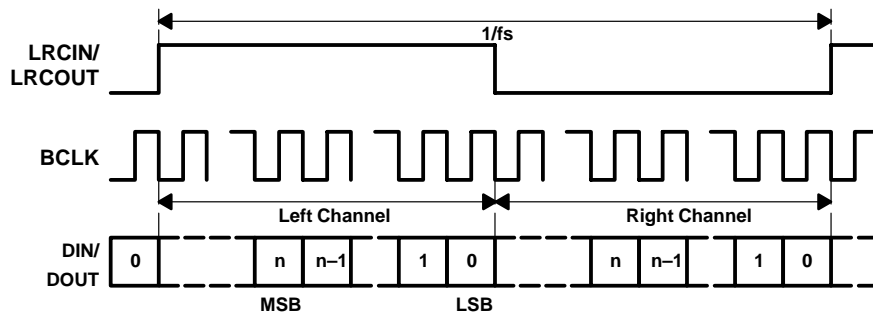 1/fs
LRCIN/
LRCOUT
BCLK
Left Channel Right Channel
DIN/
DOUT
0 n n–1 1 0 n n–1 1 0
MSB LSB